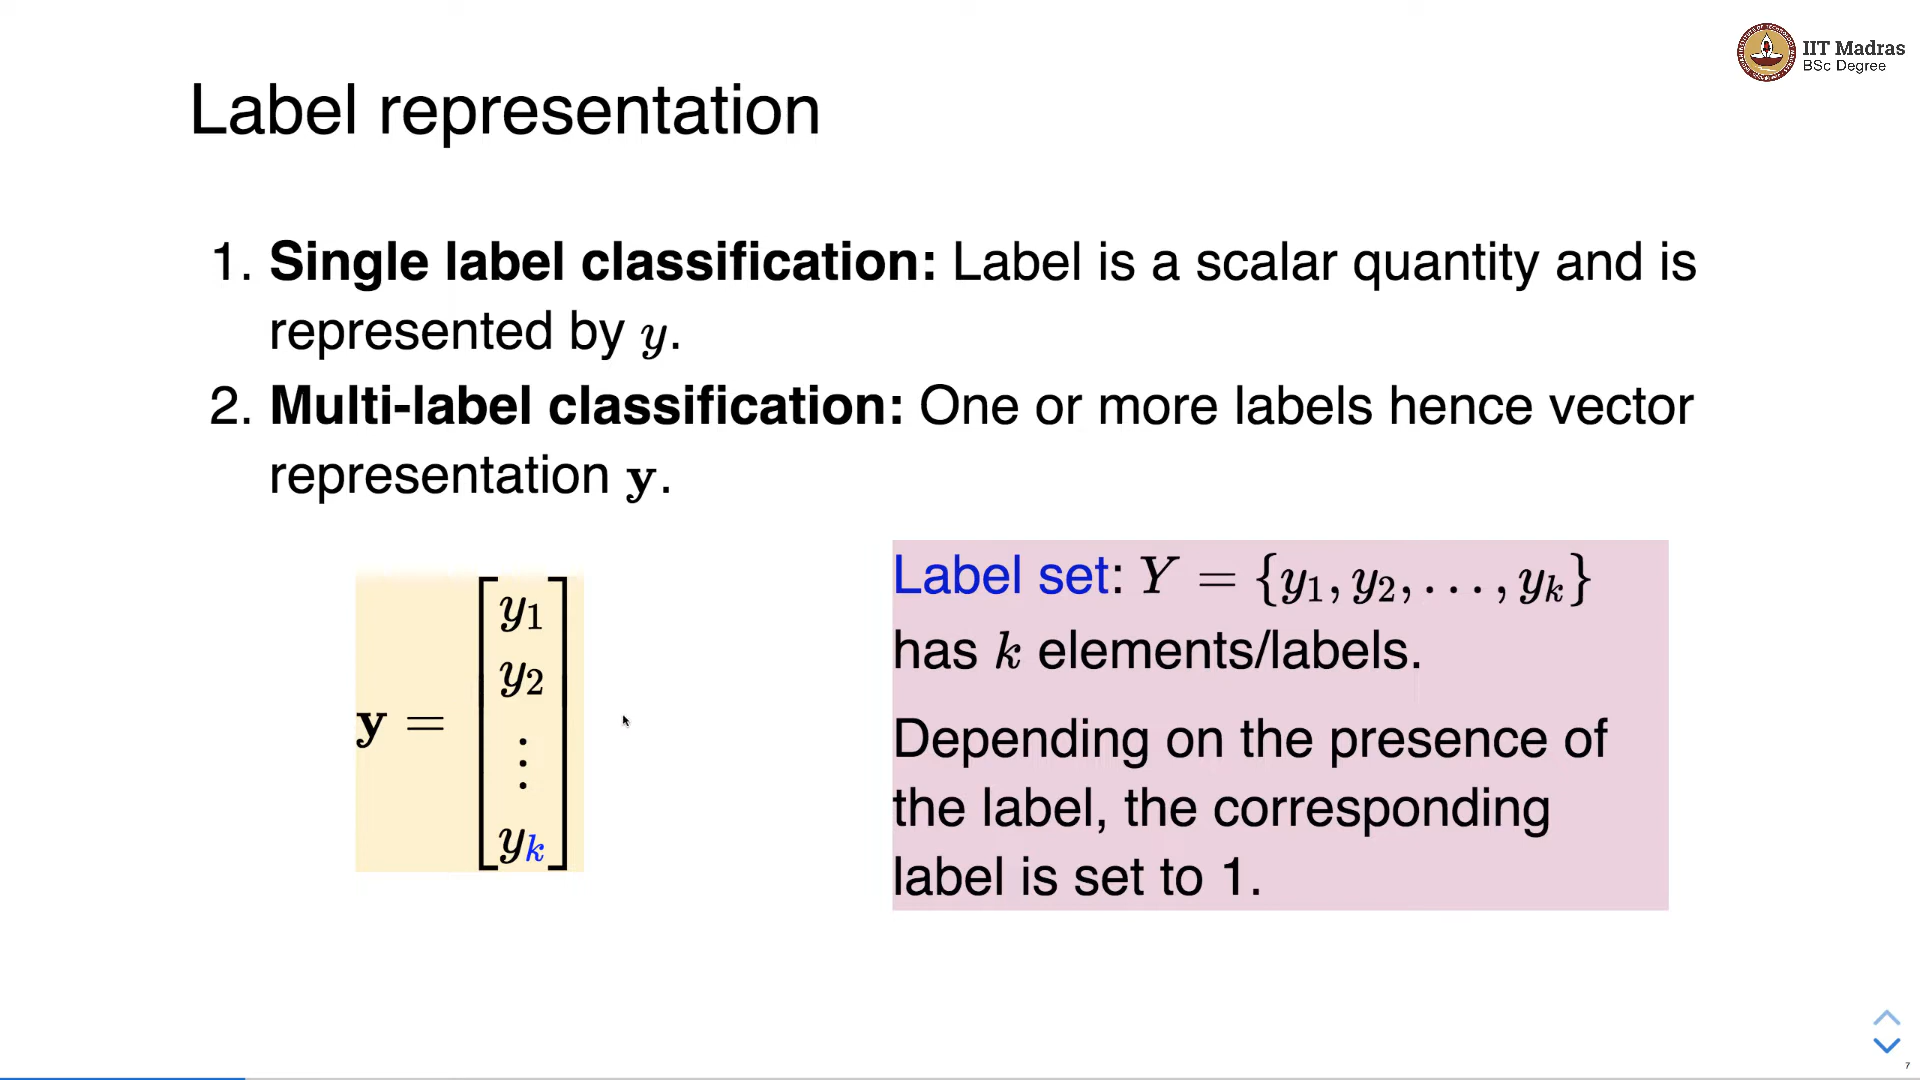 IIT Madras
BSc Degree
Label representation
1. Single label classification: Label is a scalar quantity and is
represented by y.
2. Multi-label classification: One or more labels hence vector
representation y.
y = [y₁
y₂
⋮
yₖ]
Label set: Y = {y₁, y₂, . . . , yₖ}
has k elements/labels.
Depending on the presence of
the label, the corresponding
label is set to 1.
7